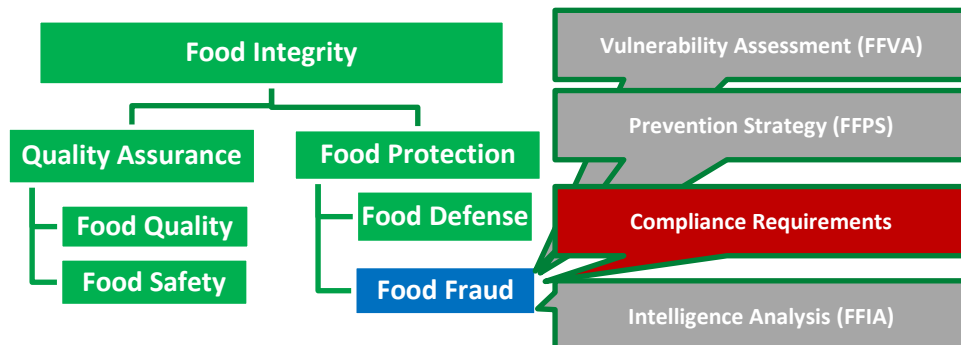 Food Integrity
Quality Assurance
Food Quality
Food Safety
Food Protection
Food Defense
Food Fraud
Vulnerability Assessment (FFVA)
Prevention Strategy (FFPS)
Compliance Requirements
Intelligence Analysis (FFIA)